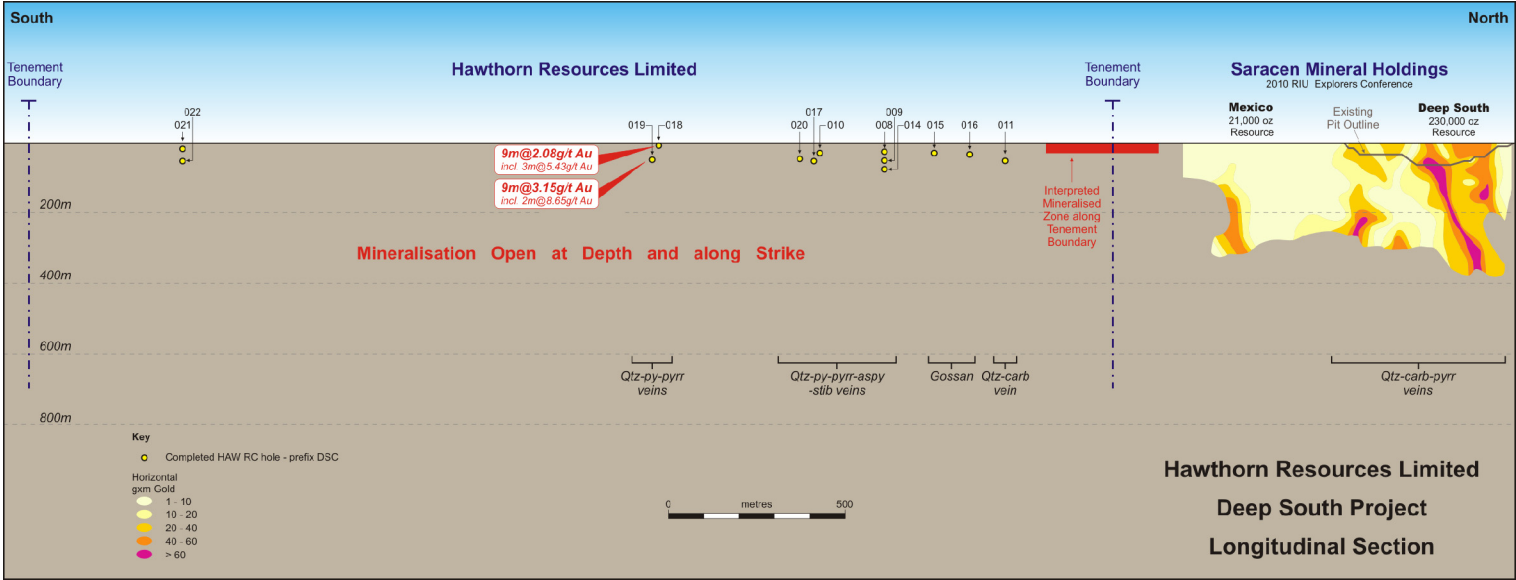 South
North
Tenement
Boundary
Hawthorn Resources Limited
Tenement
Boundary
Saracen Mineral Holdings
2010 RIU Explorers Conference
Mexico
21,000 oz
Resource
Existing
Pit Outline
Deep South
230,000 oz
Resource
022
021
019
018
017
020
010
009
008
014
015
016
011
9m@2.08g/t Au
incl. 3m@5.43g/t Au
9m@3.15g/t Au
incl. 2m@8.65g/t Au
Interpreted
Mineralised
Zone along
Tenement
Boundary
200m
Mineralisation Open at Depth and along Strike
400m
600m
Qtz-py-pyrr
veins
Qtz-py-pyrr-aspy
-stib veins
Gossan
Qtz-carb
vein
Qtz-carb-pyrr
veins
800m
Key
Completed HAW RC hole - prefix DSC
Horizontal
gxm Gold
1 - 10
10 - 20
20 - 40
40 - 60
> 60
0 metres 500
Hawthorn Resources Limited
Deep South Project
Longitudinal Section